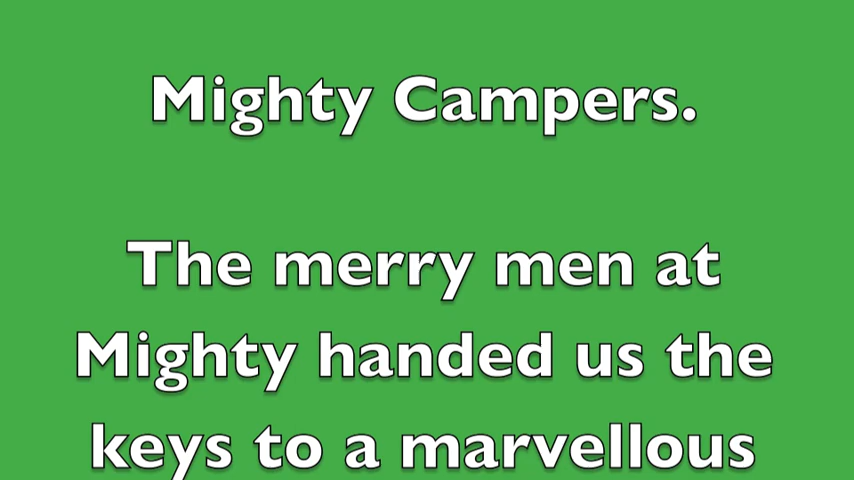 Mighty Campers.
The merry men at
Mighty handed us the
keys to a marvellous